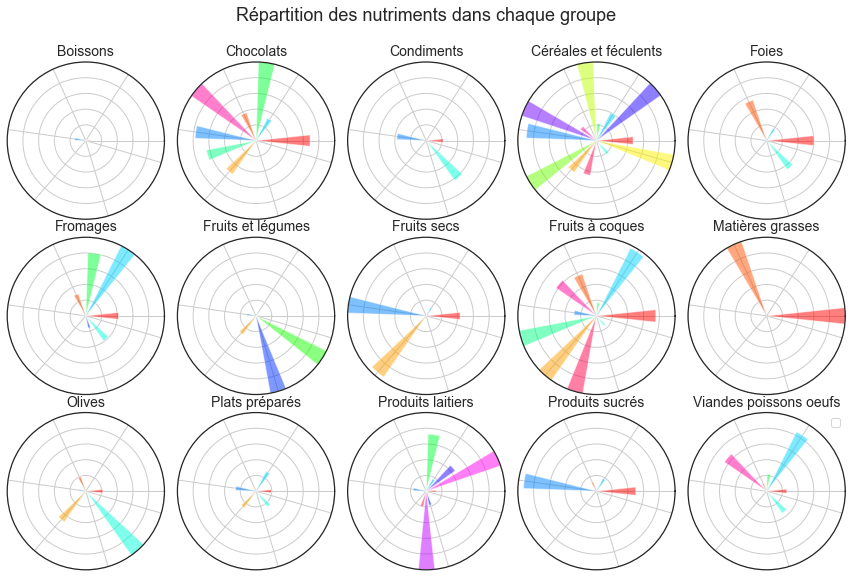 Répartition des nutriments dans chaque groupe
Boissons
Chocolats
Condiments
Céréales et féculents
Foies
Fromages
Fruits et légumes
Fruits secs
Fruits à coques
Matières grasses
Olives
Plats préparés
Produits laitiers
Produits sucrés
Viandes poissons oeufs